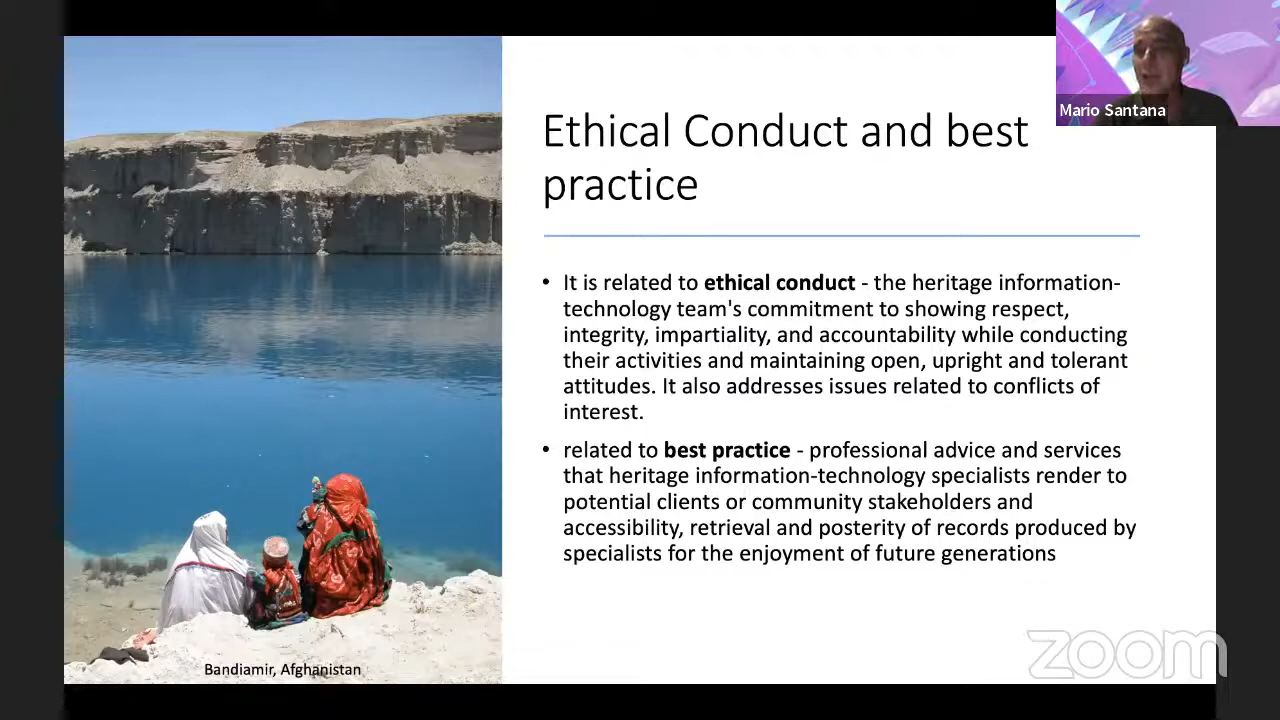 Mario Santana
Ethical Conduct and best
practice
• It is related to ethical conduct - the heritage information-
technology team's commitment to showing respect,
integrity, impartiality, and accountability while conducting
their activities and maintaining open, upright and tolerant
attitudes. It also addresses issues related to conflicts of
interest.
• related to best practice - professional advice and services
that heritage information-technology specialists render to
potential clients or community stakeholders and
accessibility, retrieval and posterity of records produced by
specialists for the enjoyment of future generations
Bandiamir, Afghanistan
zoom